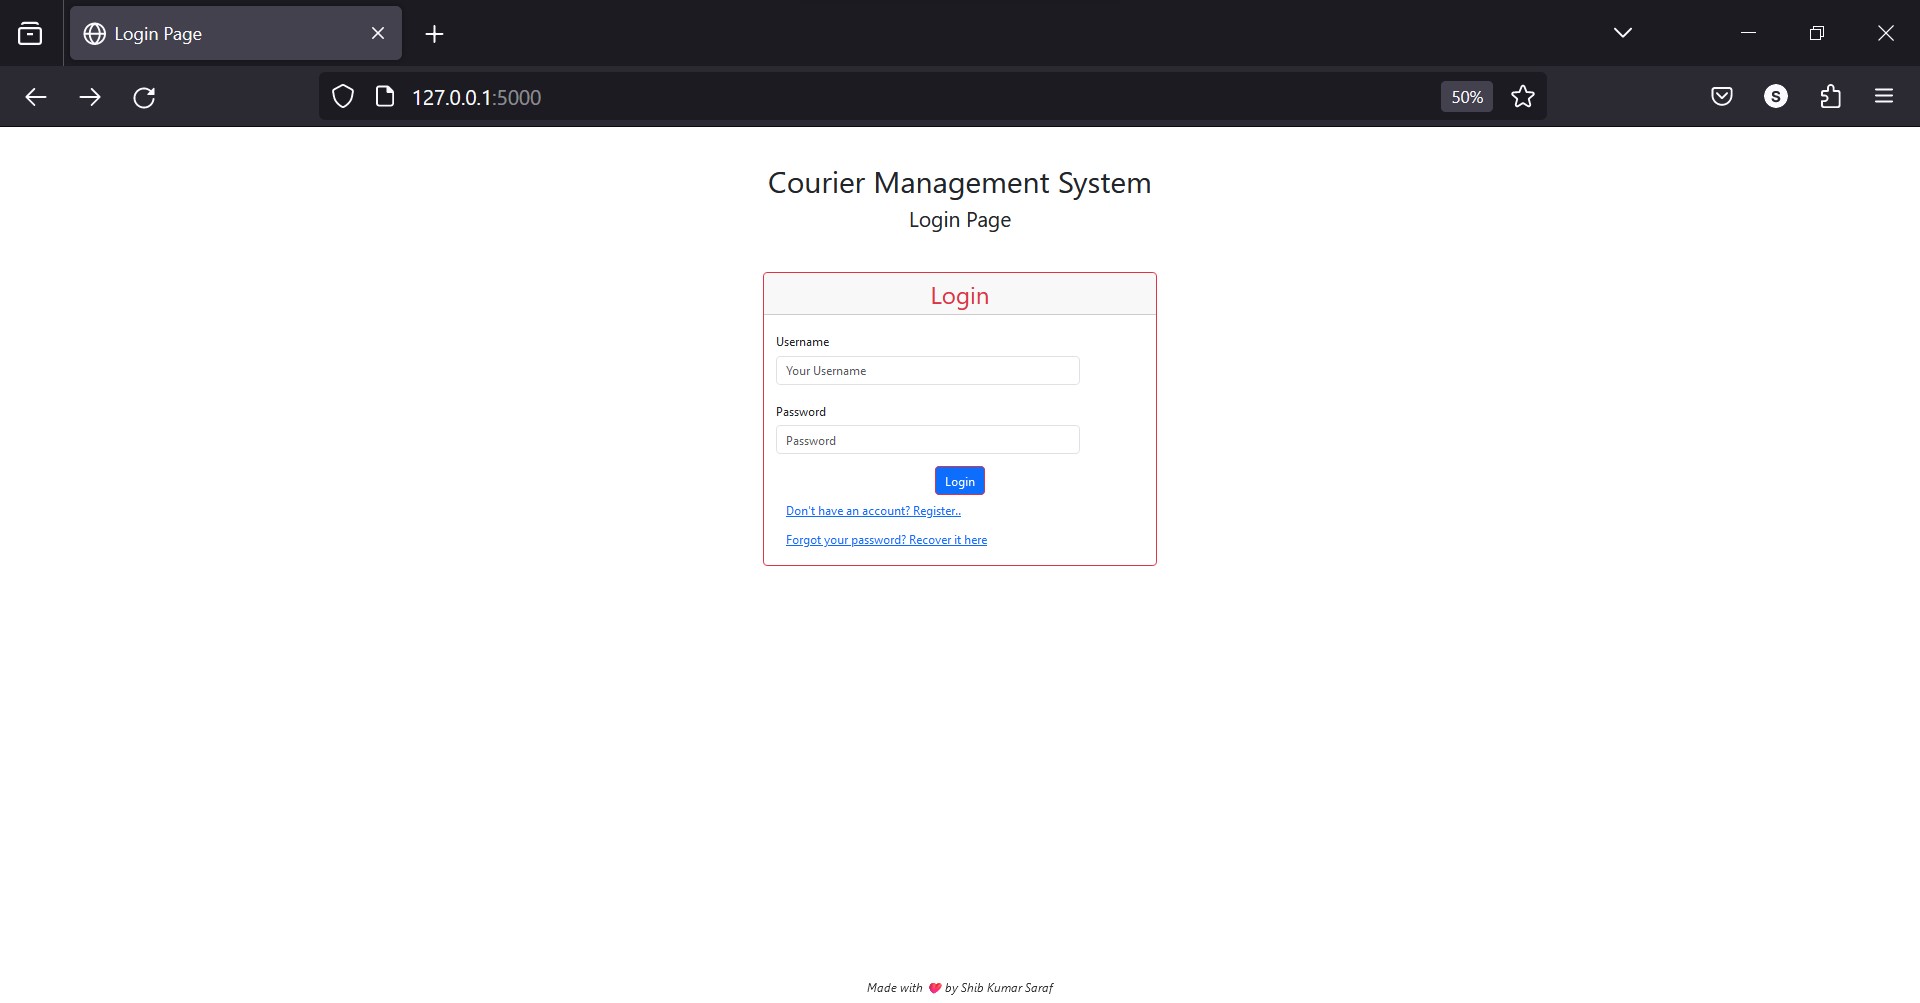 Login Page
127.0.0.1:5000
50%
S
Courier Management System
Login Page
Login
Username
Your Username
Password
Password
Login
Don't have an account? Register..
Forgot your password? Recover it here
Made with ❤️ by Shib Kumar Saraf